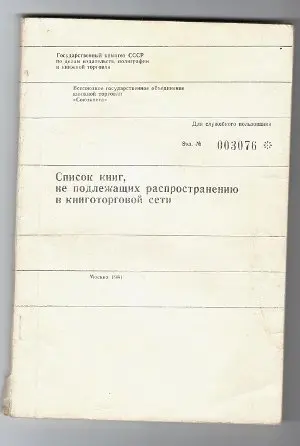 Государственный комитет СССР
по делам издательств, полиграфии
и книжной торговли
Всесоюзное государственное объединение
книжной торговли
«Союзкнига»
Для служебного пользования
Экз. № 003076 *
Список книг,
не подлежащих распространению
в книготорговой сети
Москва